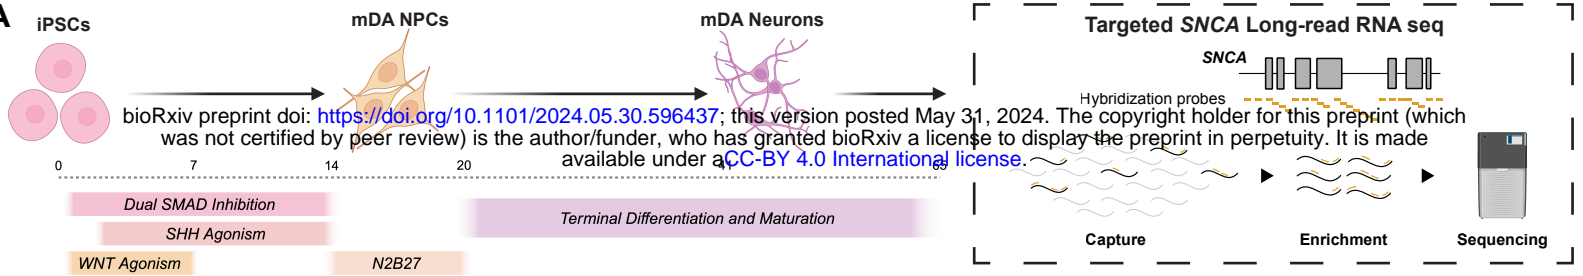 A
iPSCs
mDA NPCs
mDA Neurons
Targeted SNCA Long-read RNA seq
SNCA
Hybridization probes
bioRxiv preprint doi: https://doi.org/10.1101/2024.05.30.596437; this version posted May 31, 2024. The copyright holder for this preprint (which
was not certified by peer review) is the author/funder, who has granted bioRxiv a license to display the preprint in perpetuity. It is made
available under aCC-BY 4.0 International license.
0 7 14 20 41 65
Dual SMAD Inhibition
SHH Agonism
WNT Agonism
N2B27
Terminal Differentiation and Maturation
Capture
Enrichment
Sequencing